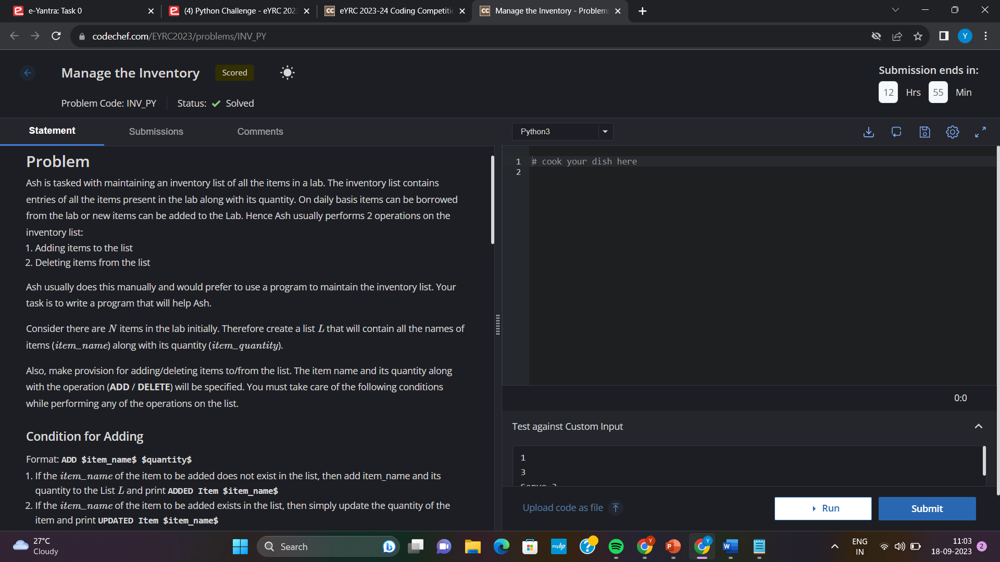 e-Yantra: Task 0
(4) Python Challenge - eYRC 202
eYRC 2023-24 Coding Competiti
Manage the Inventory - Problem
codechef.com/EYRC2023/problems/INV_PY
Y
Manage the Inventory
Scored
Submission ends in:
12 Hrs 55 Min
Problem Code: INV_PY
Status: Solved
Statement
Submissions
Comments
Python3
Problem
Ash is tasked with maintaining an inventory list of all the items in a lab. The inventory list contains
entries of all the items present in the lab along with its quantity. On daily basis items can be borrowed
from the lab or new items can be added to the Lab. Hence Ash usually performs 2 operations on the
inventory list:
1. Adding items to the list
2. Deleting items from the list
Ash usually does this manually and would prefer to use a program to maintain the inventory list. Your
task is to write a program that will help Ash.
Consider there are N items in the lab initially. Therefore create a list L that will contain all the names of
items (item_name) along with its quantity (item_quantity).
Also, make provision for adding/deleting items to/from the list. The item name and its quantity along
with the operation (ADD / DELETE) will be specified. You must take care of the following conditions
while performing any of the operations on the list.
Condition for Adding
Format: ADD $item_name$ $quantity$
1. If the item_name of the item to be added does not exist in the list, then add item_name and its
quantity to the List L and print ADDED Item $item_name$
2. If the item_name of the item to be added exists in the list, then simply update the quantity of the
item and print UPDATED Item $item_name$
1 # cook your dish here
2
0:0
Test against Custom Input
1
3
Upload code as file
Run
Submit
27°C
Cloudy
Search
myhp
ENG
IN
11:03
18-09-2023
2